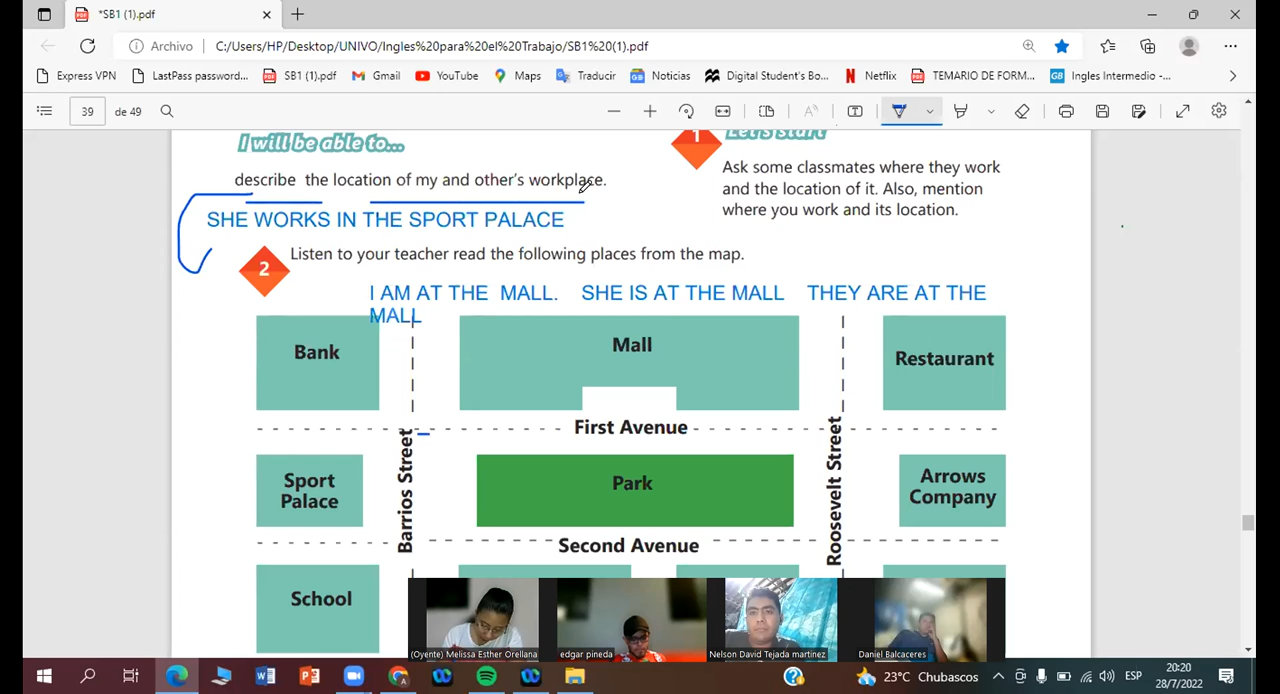 *SB1 (1).pdf
Archivo
C:/Users/HP/Desktop/UNIVO/Ingles%20para%20el%20Trabajo/SB1%20(1).pdf
Express VPN
LastPass password...
SB1 (1).pdf
Gmail
YouTube
Maps
Traducir
Noticias
Digital Student's Bo...
Netflix
TEMARIO DE FORM...
Ingles Intermedio -...
39
de 49
I will be able to...
describe the location of my and other's workplace.
SHE WORKS IN THE SPORT PALACE
1
Let's start
Ask some classmates where they work
and the location of it. Also, mention
where you work and its location.
2
Listen to your teacher read the following places from the map.
I AM AT THE MALL. SHE IS AT THE MALL THEY ARE AT THE
MALL
Bank
Mall
Restaurant
First Avenue
Barrios Street
Roosevelt Street
Sport
Palace
Park
Arrows
Company
Second Avenue
School
(Oyente) Melissa Esther Orellana
edgar pineda
Nelson David Tejada martinez
Daniel Balcaceres
23°C Chubascos
ESP
20:20
28/7/2022